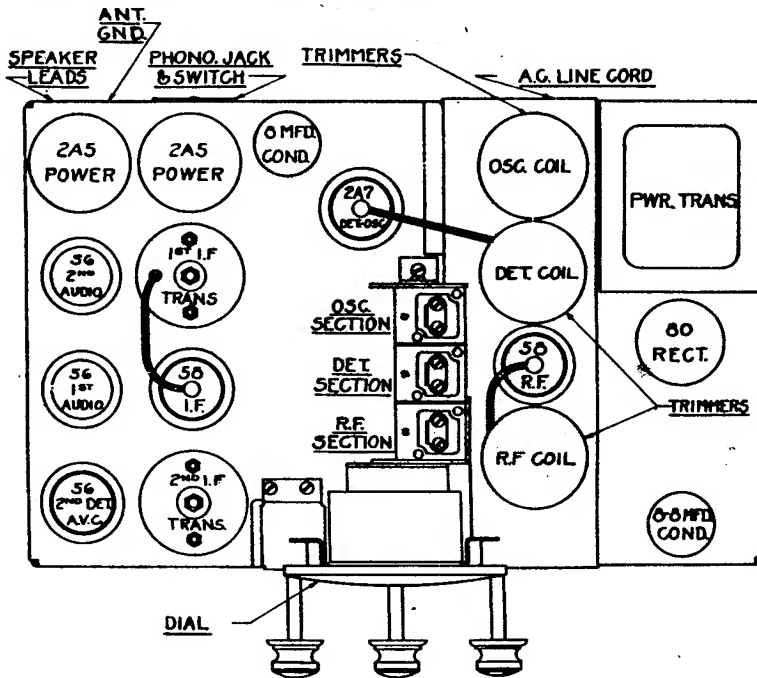 ANT.
GND.
SPEAKER
LEADS
PHONO. JACK
& SWITCH
TRIMMERS
A.C. LINE CORD
2A5
POWER
2A5
POWER
8 MFD.
COND.
2A7
DET-OSC
OSC. COIL
PWR. TRANS.
56
2ND
AUDIO
1ST I.F
TRANS
DET. COIL
OSC.
SECTION
80
RECT.
56
1ST
AUDIO
58
I.F.
DET.
SECTION
58
R.F.
TRIMMERS
R.F.
SECTION
R.F COIL
56
2ND DET.
A.V.C.
2ND I.F
TRANS.
8-8 MFD.
COND.
DIAL